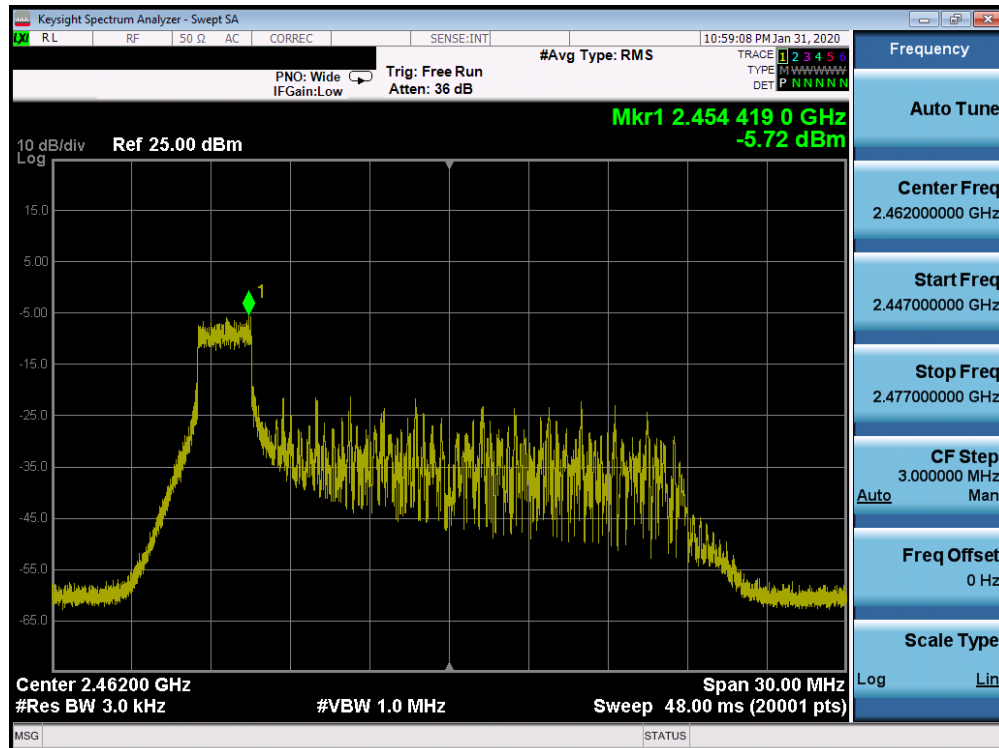 Keysight Spectrum Analyzer - Swept SA
LXI RL RF 50 Ω AC CORREC SENSE:INT 10:59:08 PM Jan 31, 2020
#Avg Type: RMS
TRACE 1 2 3 4 5 6
PNO: Wide Trig: Free Run TYPE M W W W W W
IFGain:Low Atten: 36 dB DET P N N N N N
Frequency
Mkr1 2.454 419 0 GHz
-5.72 dBm
10 dB/div Ref 25.00 dBm
Log
15.0
5.00
-5.00
-15.0
-25.0
-35.0
-45.0
-55.0
-65.0
1
Center 2.46200 GHz Span 30.00 MHz
#Res BW 3.0 kHz #VBW 1.0 MHz Sweep 48.00 ms (20001 pts)
MSG STATUS
Auto Tune
Center Freq
2.462000000 GHz
Start Freq
2.447000000 GHz
Stop Freq
2.477000000 GHz
CF Step
3.000000 MHz
Auto Man
Freq Offset
0 Hz
Scale Type
Log Lin